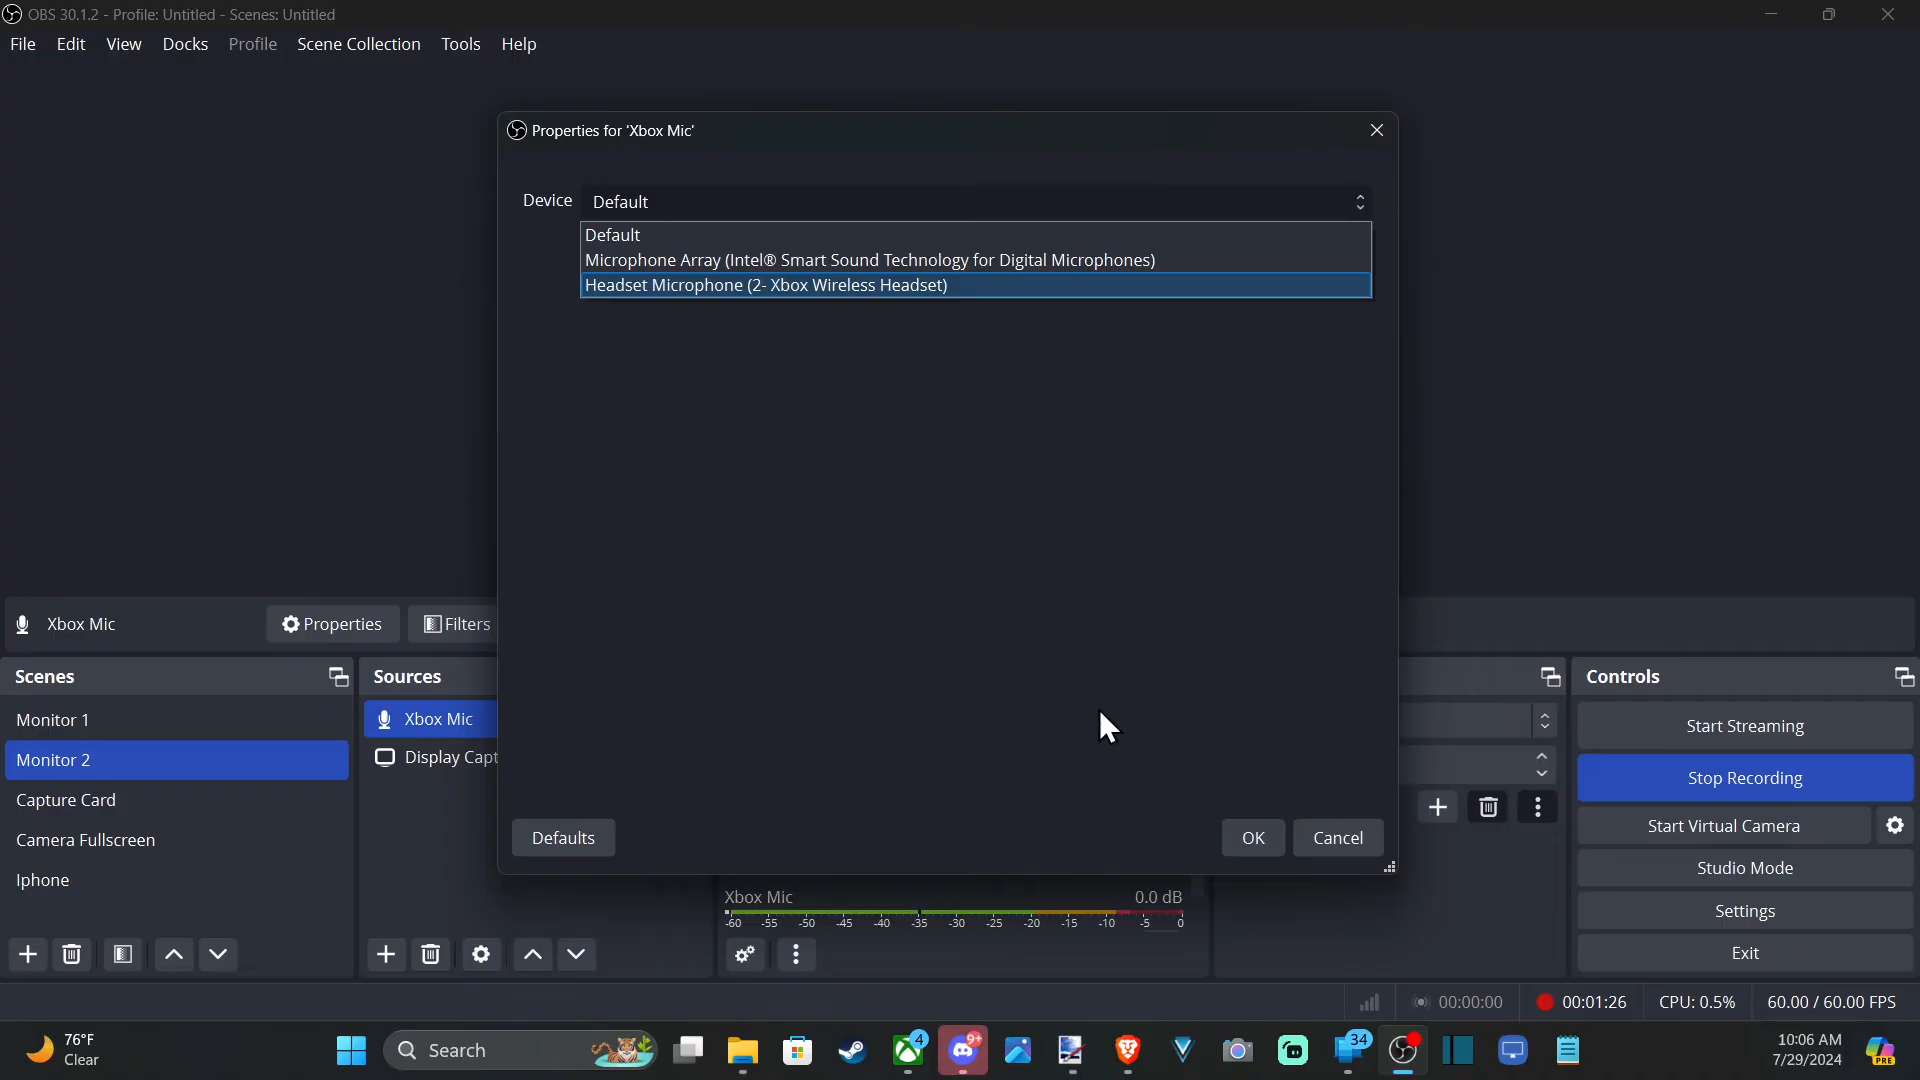 OBS 30.1.2 - Profile: Untitled - Scenes: Untitled
File Edit View Docks Profile Scene Collection Tools Help
Properties for 'Xbox Mic'
Device Default
Default
Microphone Array (Intel® Smart Sound Technology for Digital Microphones)
Headset Microphone (2- Xbox Wireless Headset)
Defaults OK Cancel
Xbox Mic Properties Filters
Scenes
Monitor 1
Monitor 2
Capture Card
Camera Fullscreen
Iphone
Sources
Xbox Mic
Display Capt
Xbox Mic 0.0 dB
-60 -55 -50 -45 -40 -35 -30 -25 -20 -15 -10 -5 0
Controls
Start Streaming
Stop Recording
Start Virtual Camera
Studio Mode
Settings
Exit
00:00:00 00:01:26 CPU: 0.5% 60.00 / 60.00 FPS
76°F
Clear
Search
4
9+
34
10:06 AM
7/29/2024
PRE